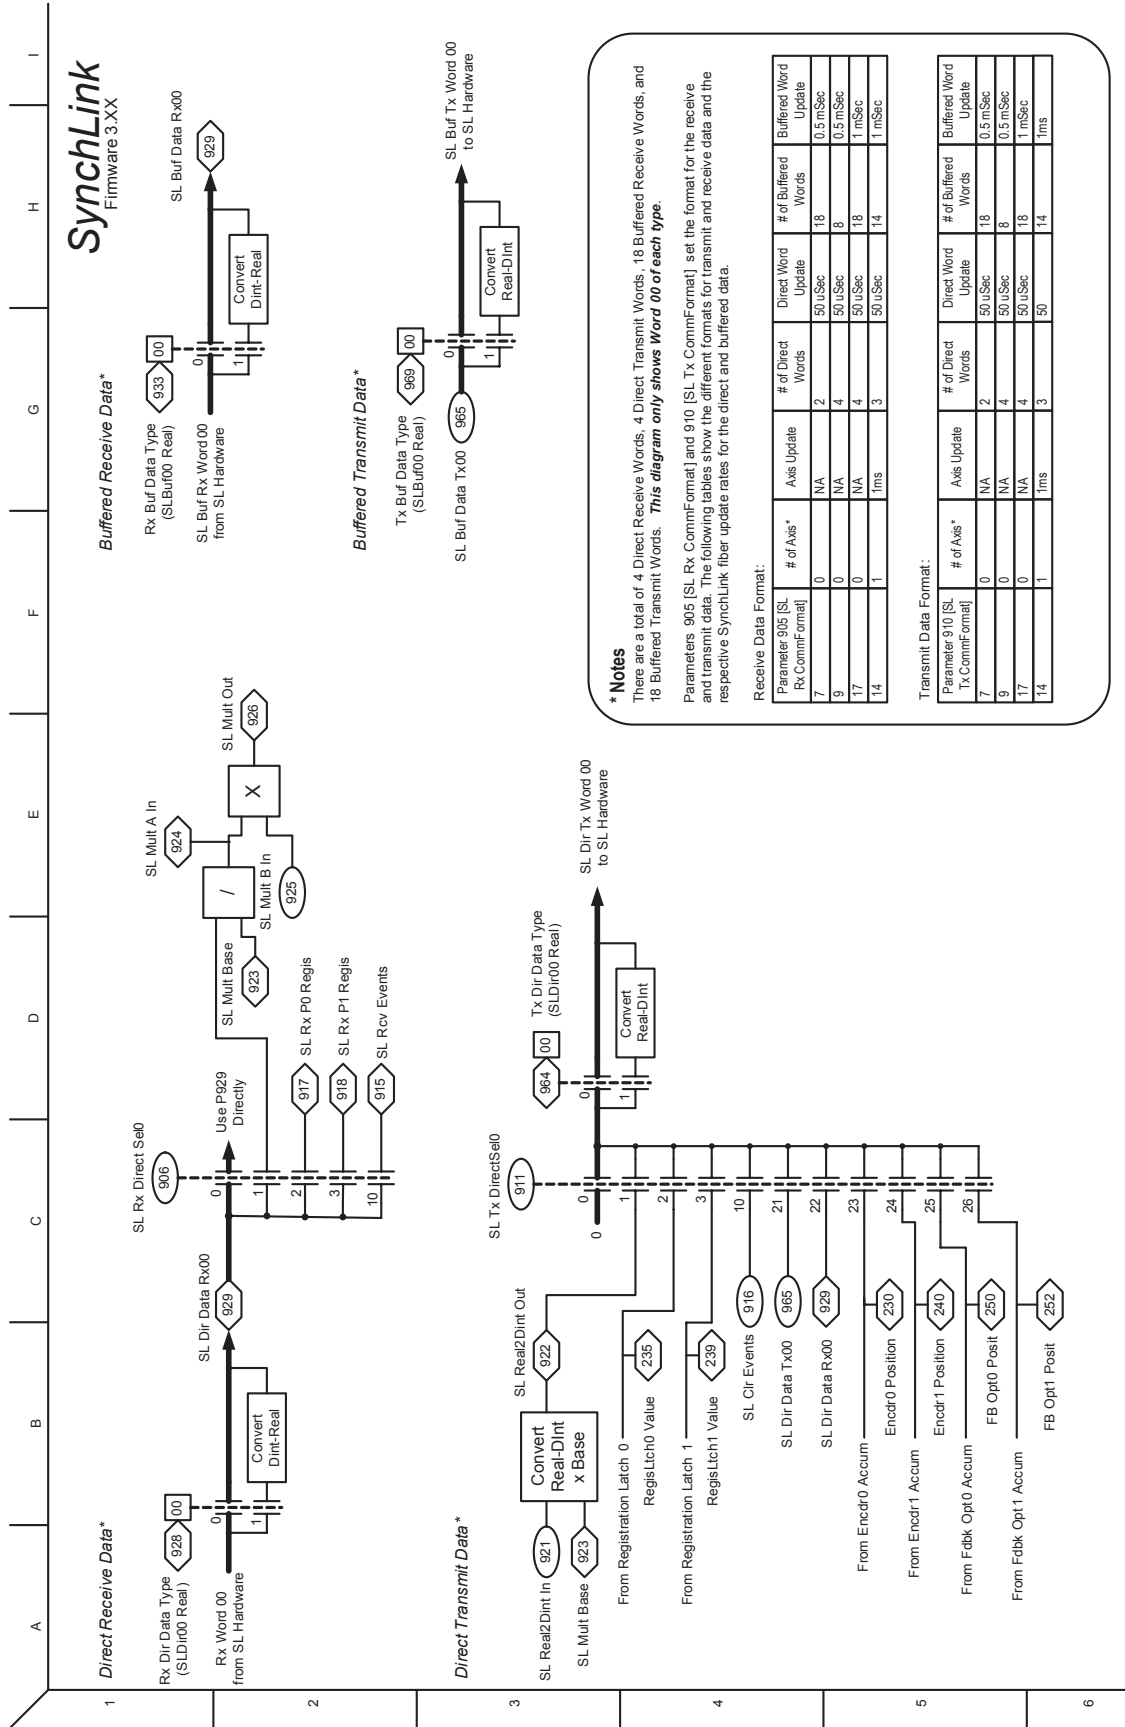 SynchLink
Firmware 3.XX
A
B
C
D
E
F
G
H
I
1
2
3
4
5
6
Direct Receive Data*
Rx Dir Data Type
(SLDir00 Real)
928
00
Rx Word 00
from SL Hardware
0
1
Convert
Dint-Real
SL Dir Data Rx00
929
SL Rx Direct Sel0
906
0
1
2
3
10
Use P929
Directly
917
SL Rx P0 Regis
918
SL Rx P1 Regis
915
SL Rcv Events
SL Mult Base
923
/
SL Mult A In
924
SL Mult B In
925
X
SL Mult Out
926
Buffered Receive Data*
Rx Buf Data Type
(SLBuf00 Real)
933
00
SL Buf Rx Word 00
from SL Hardware
0
1
Convert
Dint-Real
SL Buf Data Rx00
929
Buffered Transmit Data*
Tx Buf Data Type
(SLBuf00 Real)
969
00
SL Buf Data Tx00
965
0
1
Convert
Real-DInt
SL Buf Tx Word 00
to SL Hardware
Direct Transmit Data*
SL Real2Dint In
921
SL Mult Base
923
Convert
Real-DInt
x Base
SL Real2Dint Out
922
From Registration Latch 0
235
RegisLtch0 Value
From Registration Latch 1
239
RegisLtch1 Value
SL Clr Events
916
SL Dir Data Tx00
965
SL Dir Data Rx00
929
From Encdr0 Accum
230
Encdr0 Position
From Encdr1 Accum
240
Encdr1 Position
From Fdbk Opt0 Accum
250
FB Opt0 Posit
From Fdbk Opt 1 Accum
252
FB Opt1 Posit
SL Tx DirectSel0
911
0
0
1
2
3
10
21
22
23
24
25
26
964
00
Tx Dir Data Type
(SLDir00 Real)
0
1
Convert
Real-DInt
SL Dir Tx Word 00
to SL Hardware
* Notes
There are a total of 4 Direct Receive Words, 4 Direct Transmit Words, 18 Buffered Receive Words, and
18 Buffered Transmit Words. This diagram only shows Word 00 of each type.
Parameters 905 [SL Rx CommFormat] and 910 [SL Tx CommFormat] set the format for the receive
and transmit data. The following tables show the different formats for transmit and receive data and the
respective SynchLink fiber update rates for the direct and buffered data.
Receive Data Format:
Parameter 905 [SL Rx CommFormat] # of Axis* Axis Update # of Direct Words Direct Word Update # of Buffered Words Buffered Word Update
7 0 NA 2 50 uSec 18 0.5 mSec
9 0 NA 4 50 uSec 8 0.5 mSec
17 0 NA 4 50 uSec 18 1 mSec
14 1 1ms 3 50 uSec 14 1 mSec
Transmit Data Format:
Parameter 910 [SL Tx CommFormat] # of Axis* Axis Update # of Direct Words Direct Word Update # of Buffered Words Buffered Word Update
7 0 NA 2 50 uSec 18 0.5 mSec
9 0 NA 4 50 uSec 8 0.5 mSec
17 0 NA 4 50 uSec 18 1 mSec
14 1 1ms 3 50 14 1ms